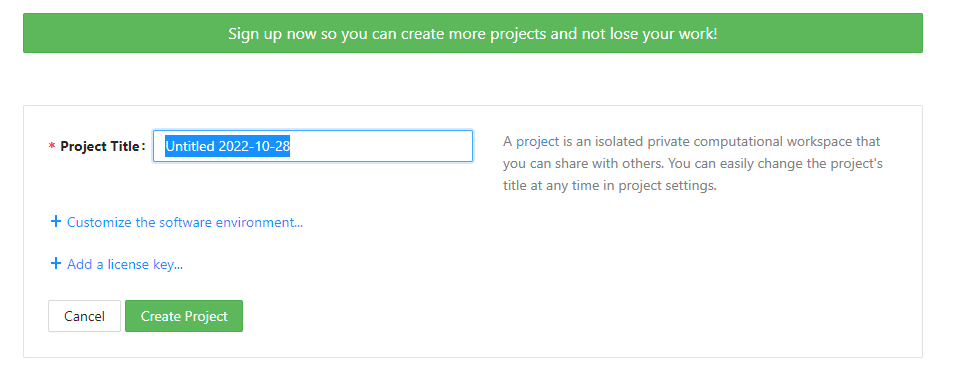 Sign up now so you can create more projects and not lose your work!
* Project Title: Untitled 2022-10-28
A project is an isolated private computational workspace that
you can share with others. You can easily change the project's
title at any time in project settings.
+ Customize the software environment...
+ Add a license key...
Cancel Create Project